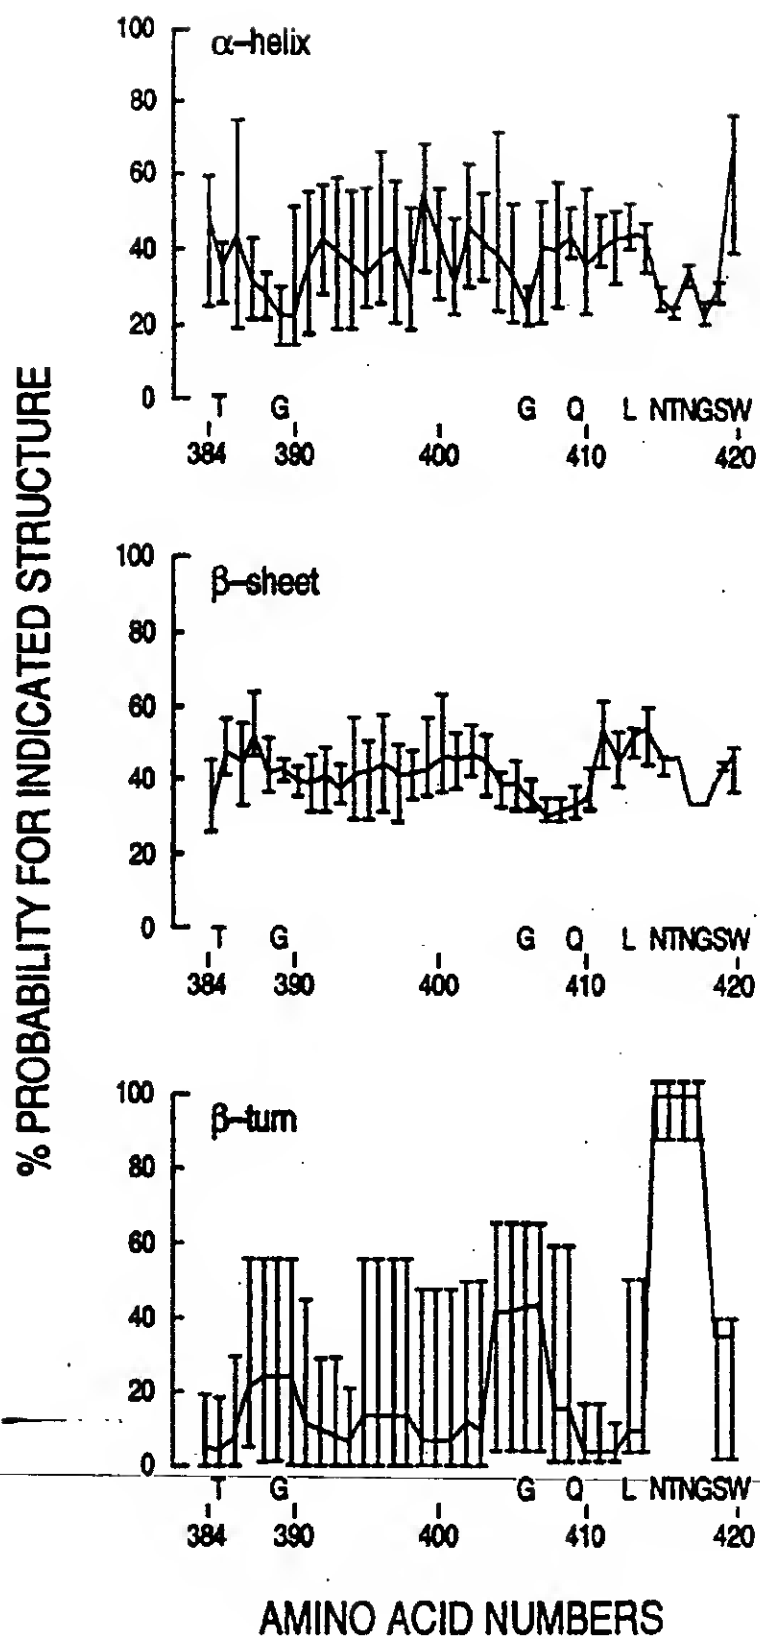 % PROBABILITY FOR INDICATED STRUCTURE
α-helix
100
80
60
40
20
0
T G G Q L NTNGSW
384 390 400 410 420
β-sheet
100
80
60
40
20
0
T G G Q L NTNGSW
384 390 400 410 420
β-turn
100
80
60
40
20
0
T G G Q L NTNGSW
384 390 400 410 420
AMINO ACID NUMBERS